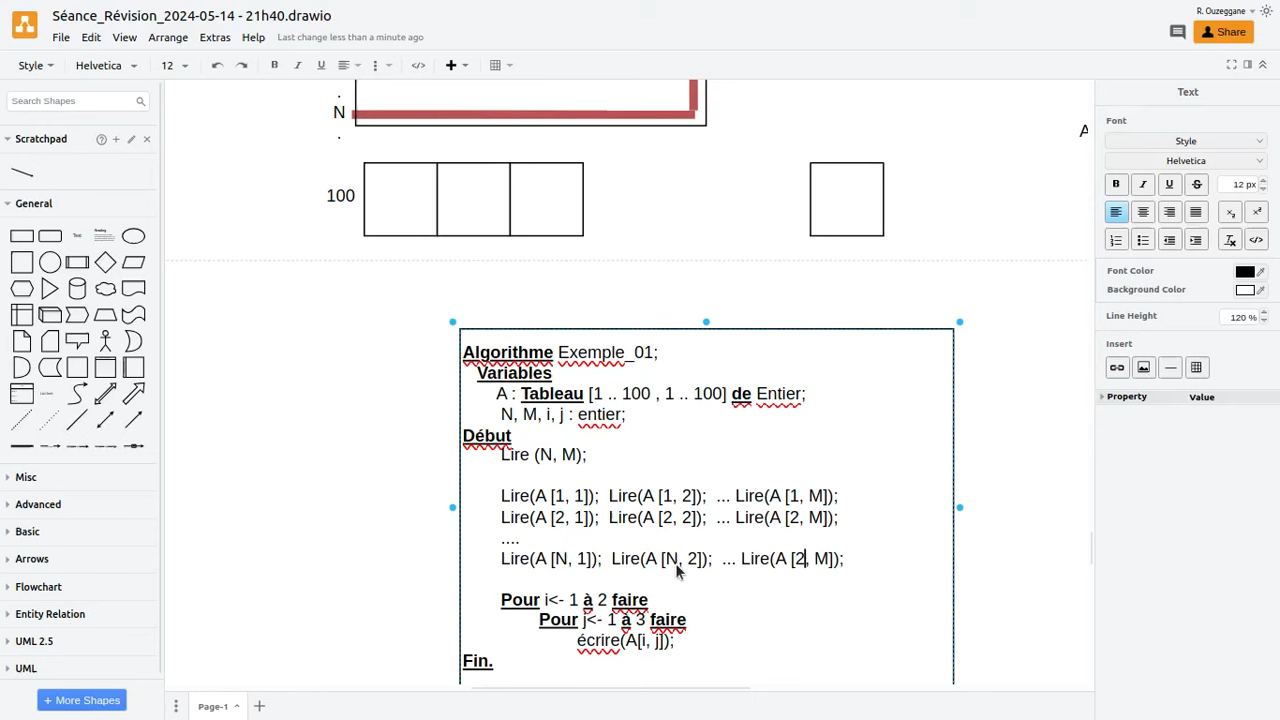 Séance_Révision_2024-05-14 - 21h40.drawio
R. Ouzeggane
File Edit View Arrange Extras Help Last change less than a minute ago
Share
Style Helvetica 12 B I U
Search Shapes
Scratchpad
General
Text
Heading
List Item
Misc
Advanced
Basic
Arrows
Flowchart
Entity Relation
UML 2.5
UML
+ More Shapes
.
N
.
A
100
Algorithme Exemple_01;
Variables
A : Tableau [1 .. 100 , 1 .. 100] de Entier;
N, M, i, j : entier;
Début
Lire (N, M);
Lire(A [1, 1]); Lire(A [1, 2]); ... Lire(A [1, M]);
Lire(A [2, 1]); Lire(A [2, 2]); ... Lire(A [2, M]);
....
Lire(A [N, 1]); Lire(A [N, 2]); ... Lire(A [2, M]);
Pour i<- 1 à 2 faire
Pour j<- 1 à 3 faire
écrire(A[i, j]);
Fin.
Page-1
Text
Font
Style
Helvetica
B I U S 12 px
Font Color
Background Color
Line Height 120 %
Insert
Property Value